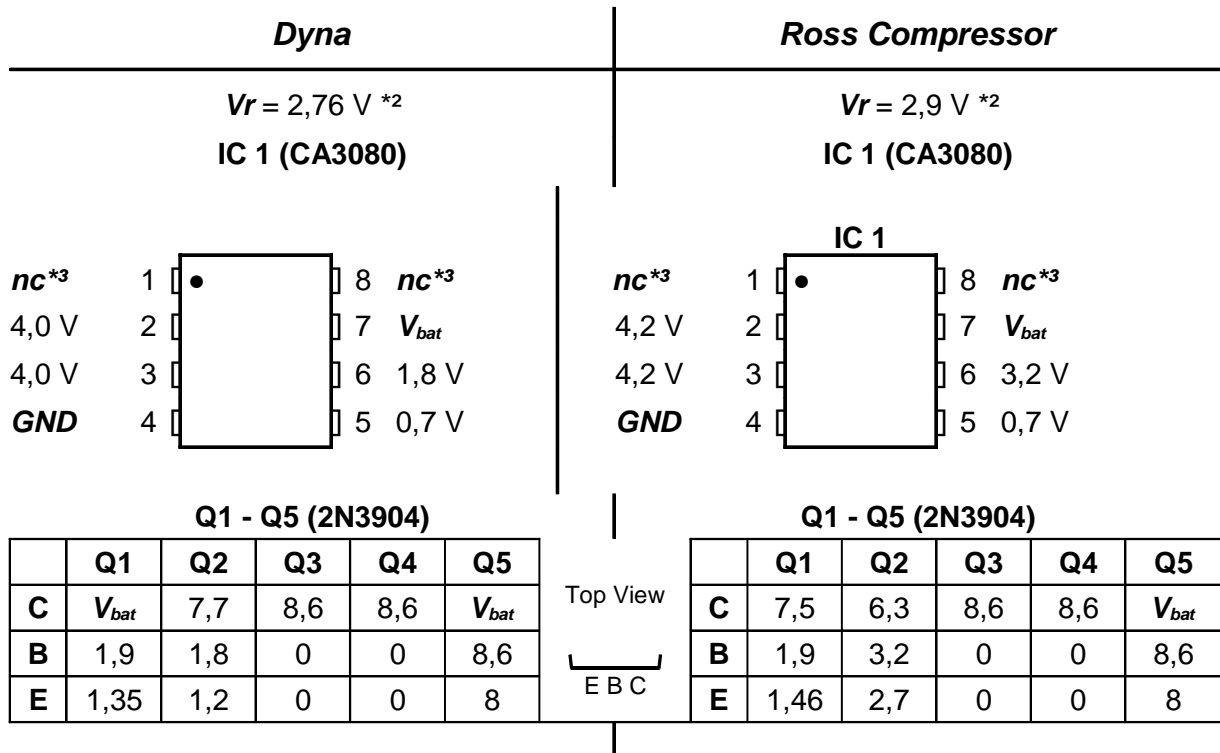 Dyna Ross Compressor
Vr = 2,76 V *² Vr = 2,9 V *²
IC 1 (CA3080) IC 1 (CA3080)
IC 1
nc*³ 1 8 nc*³ nc*³ 1 8 nc*³
4,0 V 2 7 Vbat 4,2 V 2 7 Vbat
4,0 V 3 6 1,8 V 4,2 V 3 6 3,2 V
GND 4 5 0,7 V GND 4 5 0,7 V
Q1 - Q5 (2N3904) Q1 - Q5 (2N3904)
Q1 Q2 Q3 Q4 Q5 Q1 Q2 Q3 Q4 Q5
C Vbat 7,7 8,6 8,6 Vbat Top View C 7,5 6,3 8,6 8,6 Vbat
B 1,9 1,8 0 0 8,6 B 1,9 3,2 0 0 8,6
E 1,35 1,2 0 0 8 E B C E 1,46 2,7 0 0 8